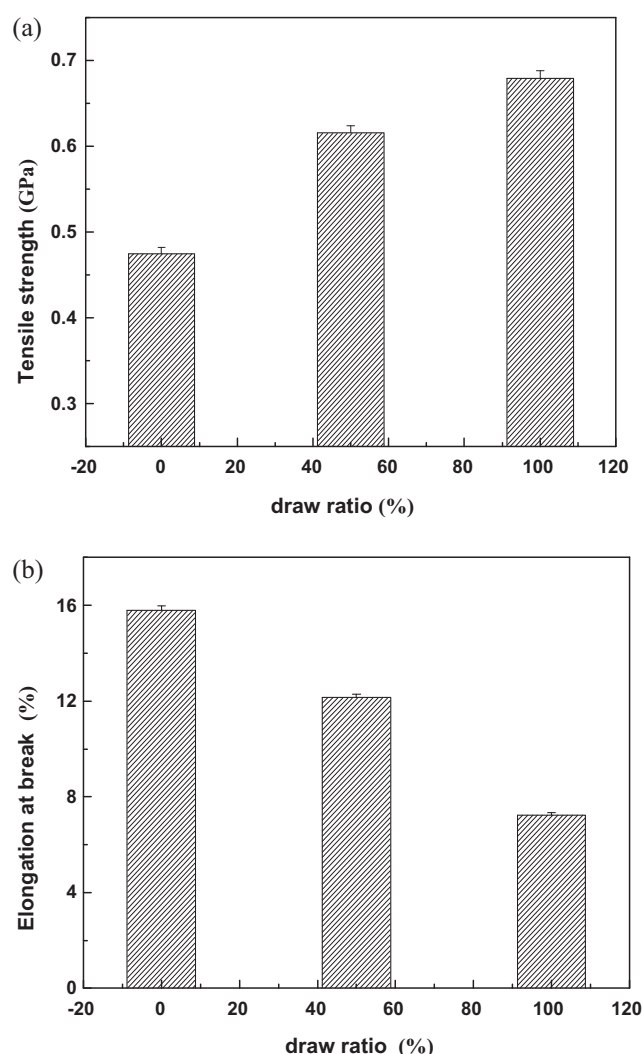 (a)
0.7
0.6
0.5
0.4
0.3
Tensile strength (GPa)
-20 0 20 40 60 80 100 120
draw ratio (%)
(b)
16
12
8
4
0
Elongation at break (%)
-20 0 20 40 60 80 100 120
draw ratio (%)